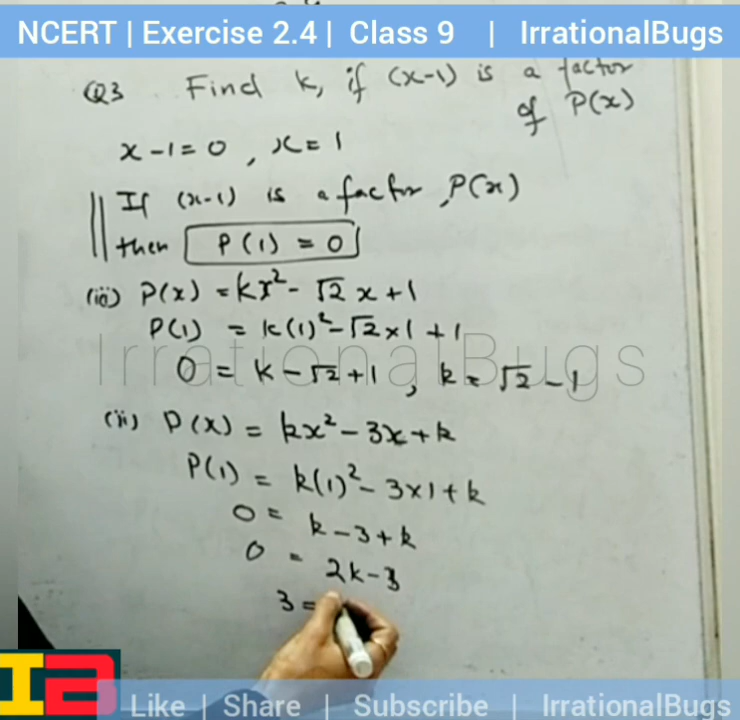 NCERT | Exercise 2.4 | Class 9 | IrrationalBugs
Q3 Find k, if (x-1) is a factor
of P(x)
x-1=0, x=1
If (x-1) is a factor, P(x)
then P(1) = 0
(iii) P(x) = kx² - √2 x + 1
P(1) = k(1)² - √2×1 + 1
0 = k - √2 + 1, k = √2 - 1
IrrationalBugs
(ii) P(x) = kx² - 3x + k
P(1) = k(1)² - 3×1 + k
0 = k - 3 + k
0 = 2k - 3
3 =
IB
Like | Share | Subscribe | IrrationalBugs